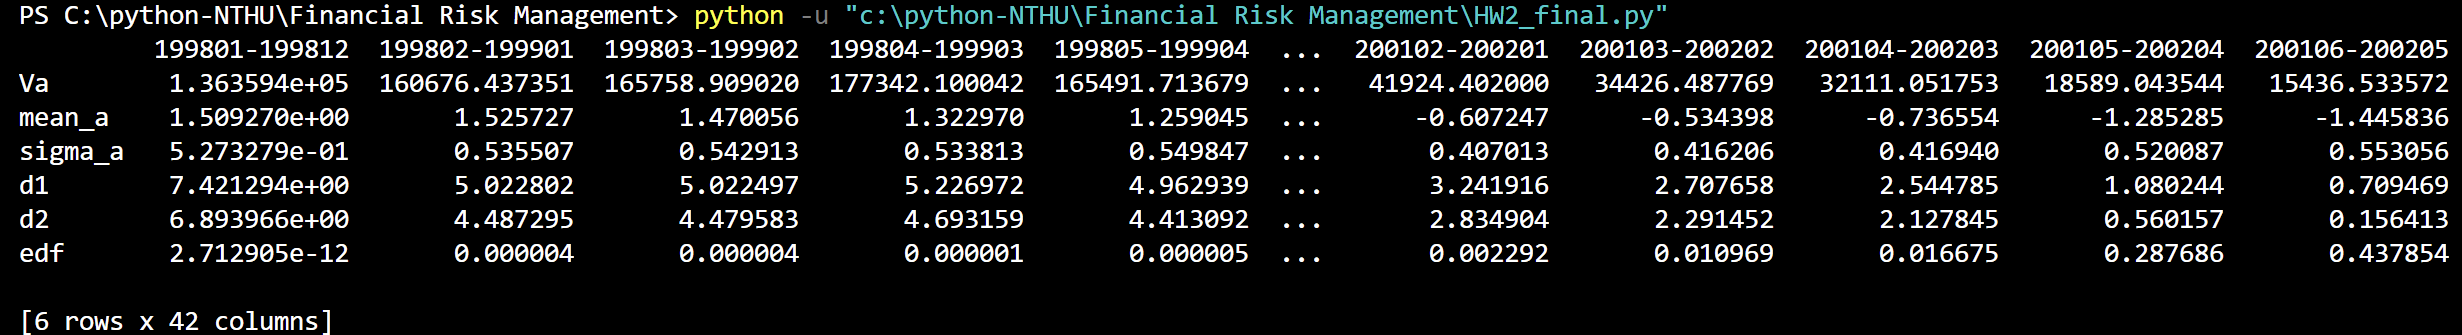 PS C:\python-NTHU\Financial Risk Management> python -u "c:\python-NTHU\Financial Risk Management\HW2_final.py"
199801-199812 199802-199901 199803-199902 199804-199903 199805-199904 ... 200102-200201 200103-200202 200104-200203 200105-200204 200106-200205
Va 1.363594e+05 160676.437351 165758.909020 177342.100042 165491.713679 ... 41924.402000 34426.487769 32111.051753 18589.043544 15436.533572
mean_a 1.509270e+00 1.525727 1.470056 1.322970 1.259045 ... -0.607247 -0.534398 -0.736554 -1.285285 -1.445836
sigma_a 5.273279e-01 0.535507 0.542913 0.533813 0.549847 ... 0.407013 0.416206 0.416940 0.520087 0.553056
d1 7.421294e+00 5.022802 5.022497 5.226972 4.962939 ... 3.241916 2.707658 2.544785 1.080244 0.709469
d2 6.893966e+00 4.487295 4.479583 4.693159 4.413092 ... 2.834904 2.291452 2.127845 0.560157 0.156413
edf 2.712905e-12 0.000004 0.000004 0.000001 0.000005 ... 0.002292 0.010969 0.016675 0.287686 0.437854
[6 rows x 42 columns]